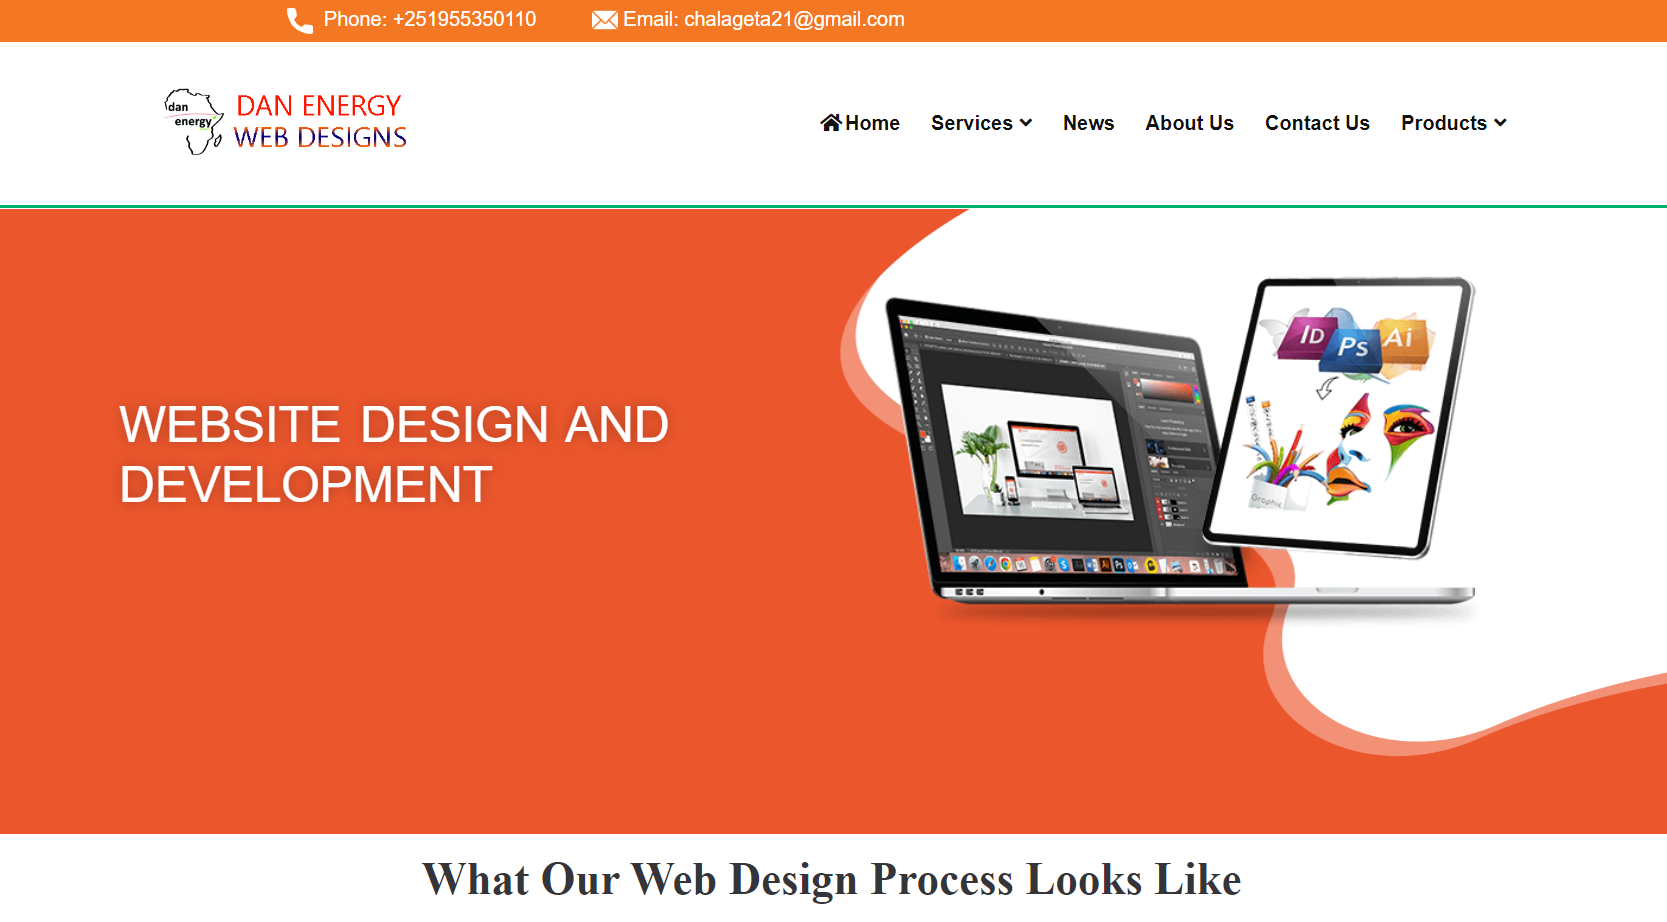 Phone: +251955350110
Email: chalageta21@gmail.com
dan
energy
DAN ENERGY
WEB DESIGNS
Home
Services
News
About Us
Contact Us
Products
WEBSITE DESIGN AND
DEVELOPMENT
ID
Ps
Ai
Graphic
What Our Web Design Process Looks Like